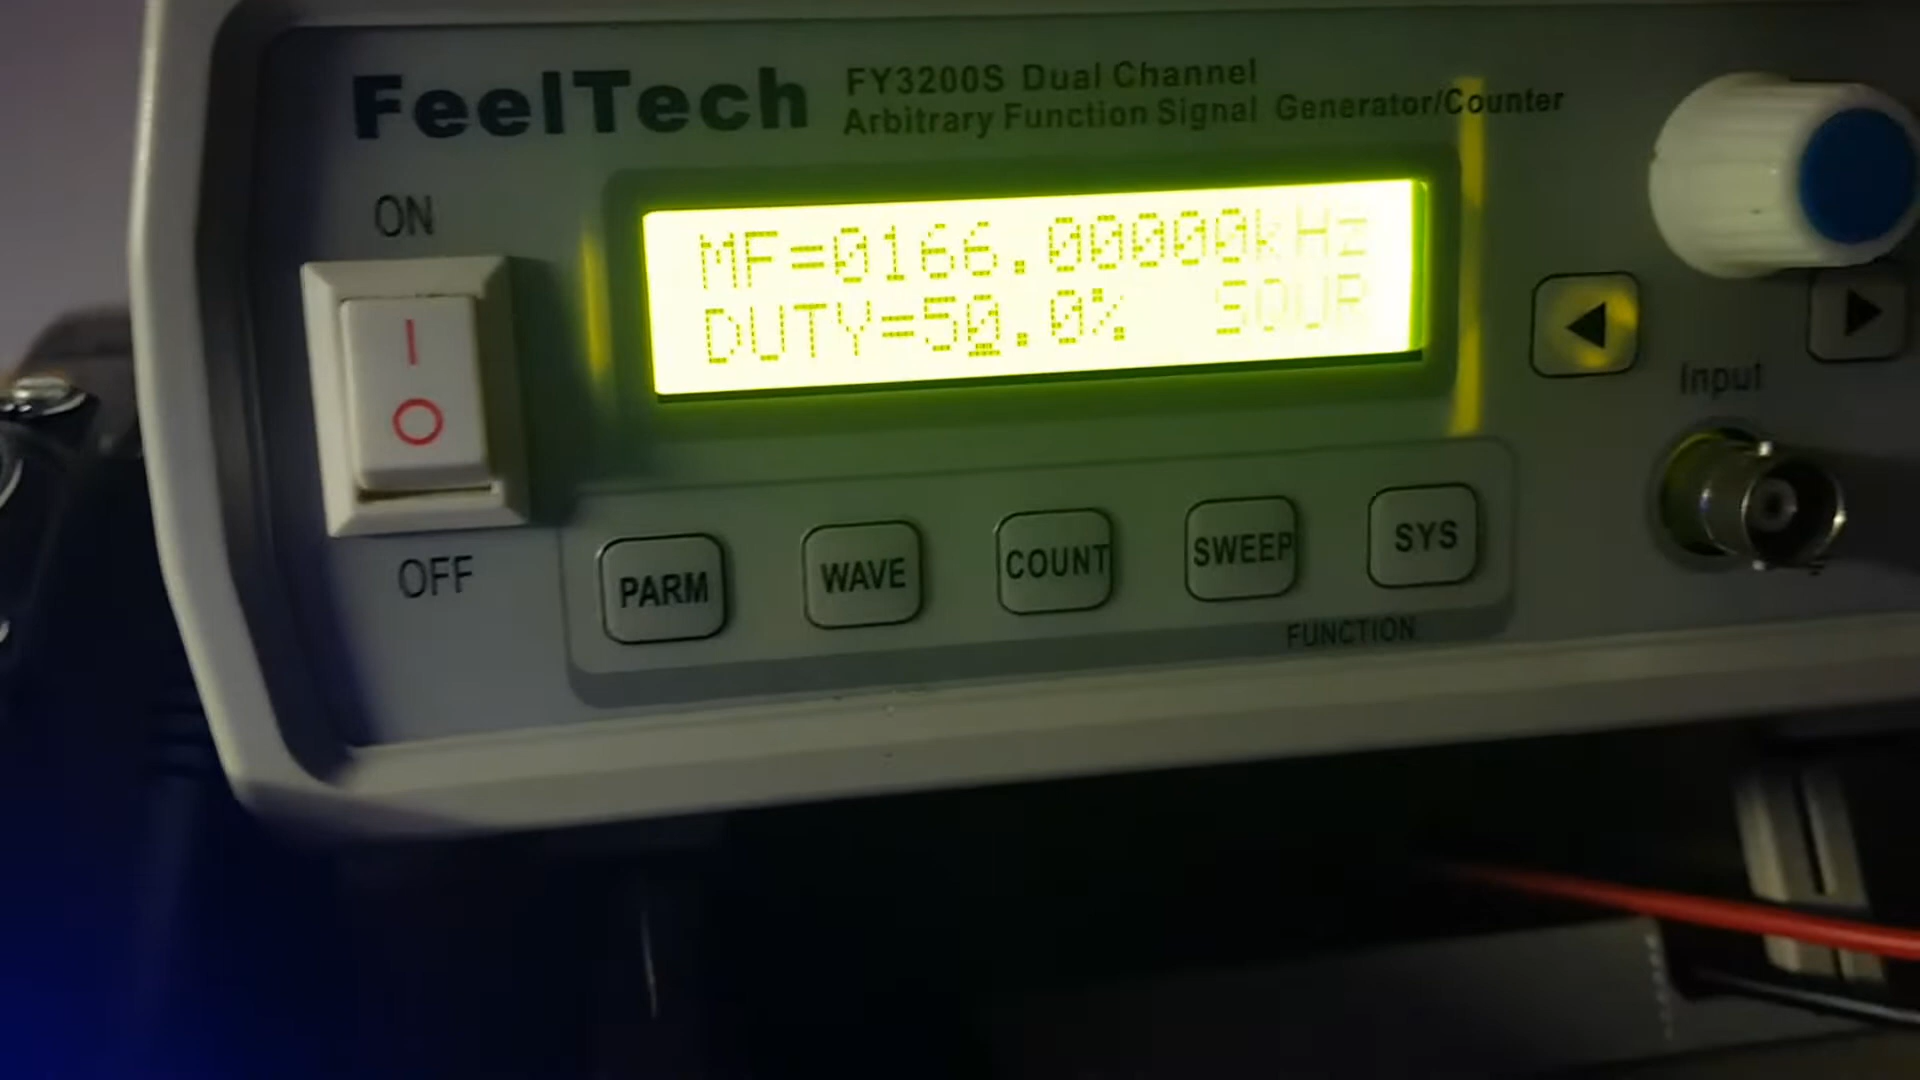 FeelTech
FY3200S Dual Channel
Arbitrary Function Signal Generator/Counter
ON
MF=0166.00000kHz
DUTY=50.0% SOUR
I
O
OFF
Input
PARM
WAVE
COUNT
SWEEP
SYS
FUNCTION